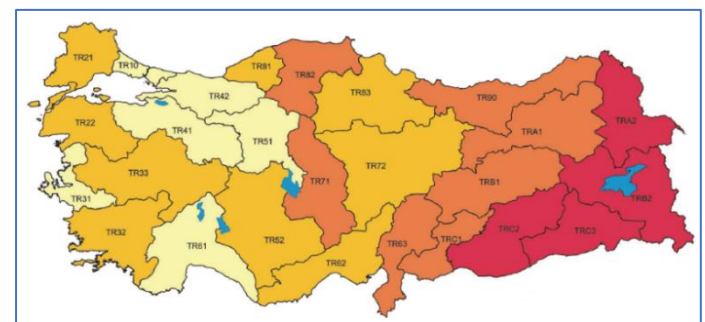 TR21
TR10
TR81
TR82
TR42
TR83
TR90
TRA2
TR22
TR41
TR51
TRA1
TR33
TR72
TR71
TRB1
TRB2
TR31
TR32
TR61
TR52
TR63
TRC1
TRC2
TRC3
TR62